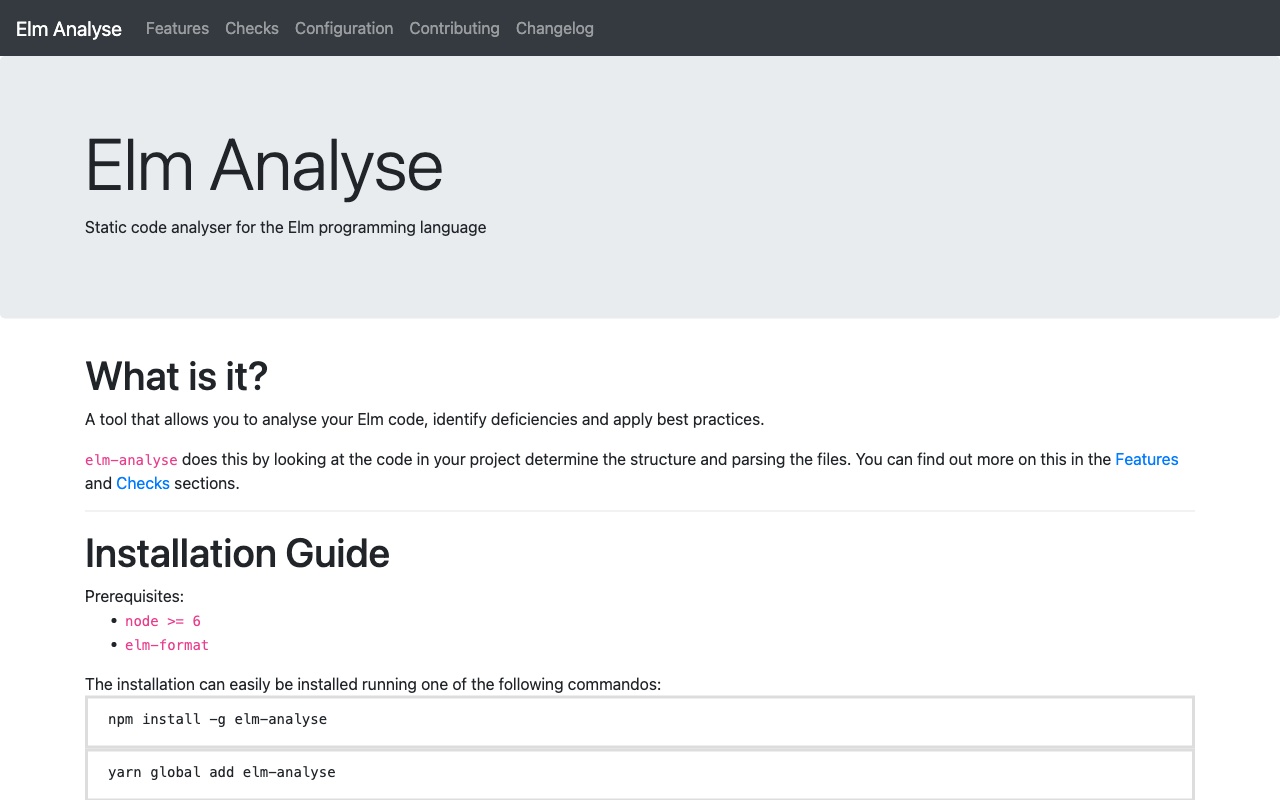 Elm Analyse Features Checks Configuration Contributing Changelog
Elm Analyse
Static code analyser for the Elm programming language
What is it?
A tool that allows you to analyse your Elm code, identify deficiencies and apply best practices.
elm-analyse does this by looking at the code in your project determine the structure and parsing the files. You can find out more on this in the Features
and Checks sections.
Installation Guide
Prerequisites:
• node >= 6
• elm-format
The installation can easily be installed running one of the following commandos:
npm install -g elm-analyse
yarn global add elm-analyse